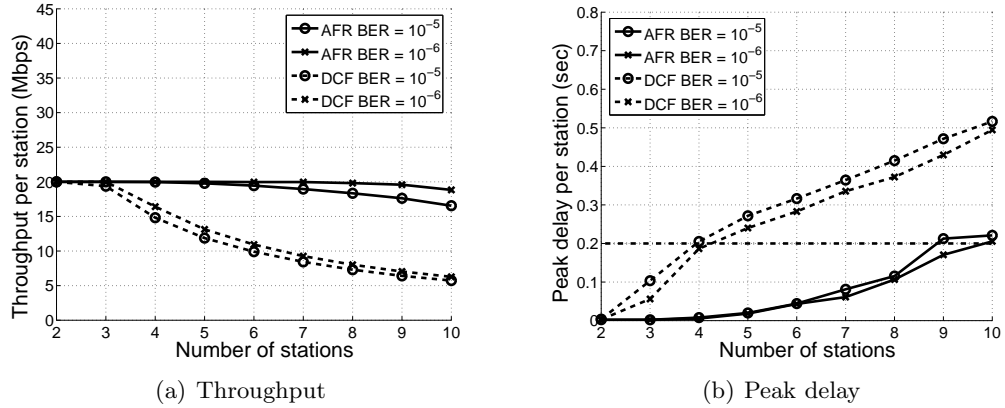 45
40
35
30
25
20
15
10
5
0
Throughput per station (Mbps)
AFR BER = 10⁻⁵
AFR BER = 10⁻⁶
DCF BER = 10⁻⁵
DCF BER = 10⁻⁶
2 3 4 5 6 7 8 9 10
Number of stations
(a) Throughput
0.8
0.7
0.6
0.5
0.4
0.3
0.2
0.1
0
Peak delay per station (sec)
AFR BER = 10⁻⁵
AFR BER = 10⁻⁶
DCF BER = 10⁻⁵
DCF BER = 10⁻⁶
2 3 4 5 6 7 8 9 10
Number of stations
(b) Peak delay